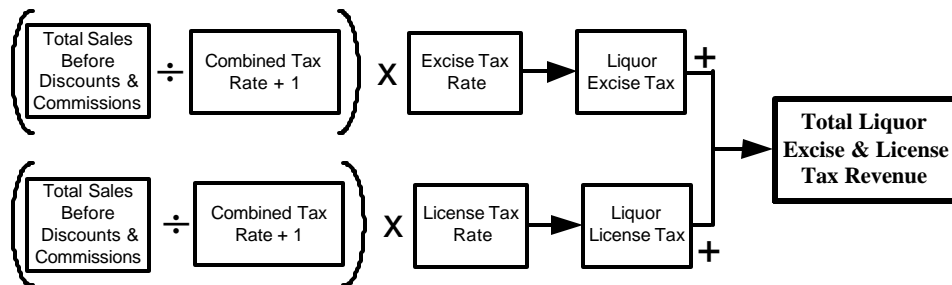 Total Sales
Before
Discounts &
Commissions
÷
Combined Tax
Rate + 1
X
Excise Tax
Rate
Liquor
Excise Tax
+
Total Liquor
Excise & License
Tax Revenue
Total Sales
Before
Discounts &
Commissions
÷
Combined Tax
Rate + 1
X
License Tax
Rate
Liquor
License Tax
+